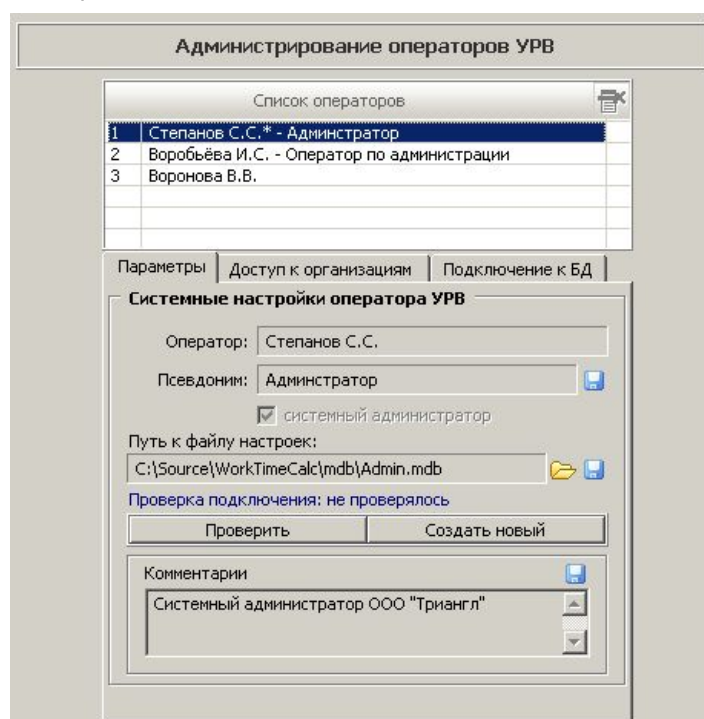 Администрирование операторов УРВ
Список операторов
1 Степанов С.С.* - Админстратор
2 Воробьёва И.С. - Оператор по администрации
3 Воронова В.В.
Параметры Доступ к организациям Подключение к БД
Системные настройки оператора УРВ
Оператор: Степанов С.С.
Псевдоним: Админстратор
системный администратор
Путь к файлу настроек:
C:\Source\WorkTimeCalc\mdb\Admin.mdb
Проверка подключения: не проверялось
Проверить Создать новый
Комментарии
Системный администратор ООО "Триангл"